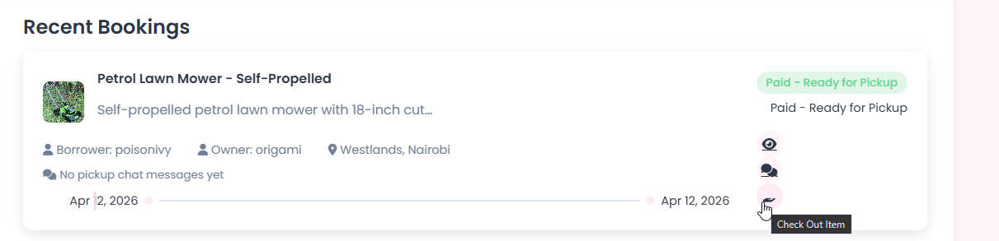 Recent Bookings
Petrol Lawn Mower - Self-Propelled
Self-propelled petrol lawn mower with 18-inch cut...
Paid - Ready for Pickup
Paid - Ready for Pickup
Borrower: poisonivy Owner: origami Westlands, Nairobi
No pickup chat messages yet
Apr 12, 2026 Apr 12, 2026
Check Out Item